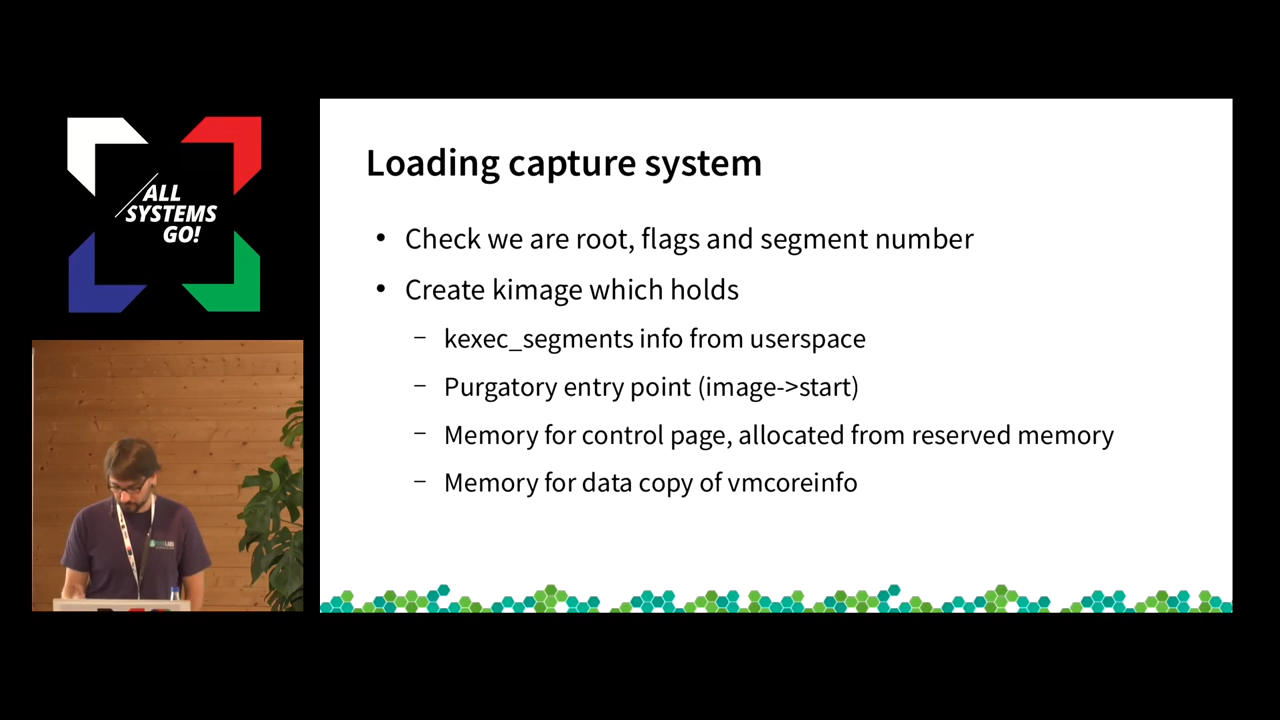 ALL
SYSTEMS
GO!
Loading capture system
• Check we are root, flags and segment number
• Create kimage which holds
– kexec_segments info from userspace
– Purgatory entry point (image->start)
– Memory for control page, allocated from reserved memory
– Memory for data copy of vmcoreinfo